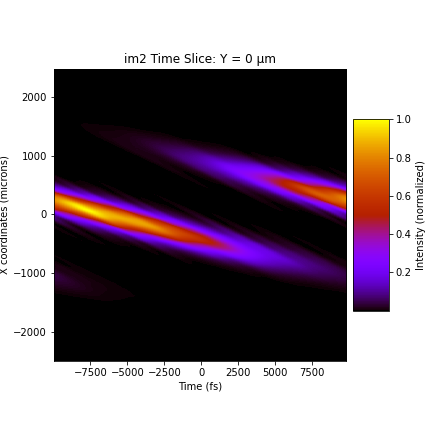 im2 Time Slice: Y = 0 μm
X coordinates (microns)
2000
1000
0
−1000
−2000
−7500 −5000 −2500 0 2500 5000 7500
Time (fs)
1.0
0.8
0.6
0.4
0.2
Intensity (normalized)